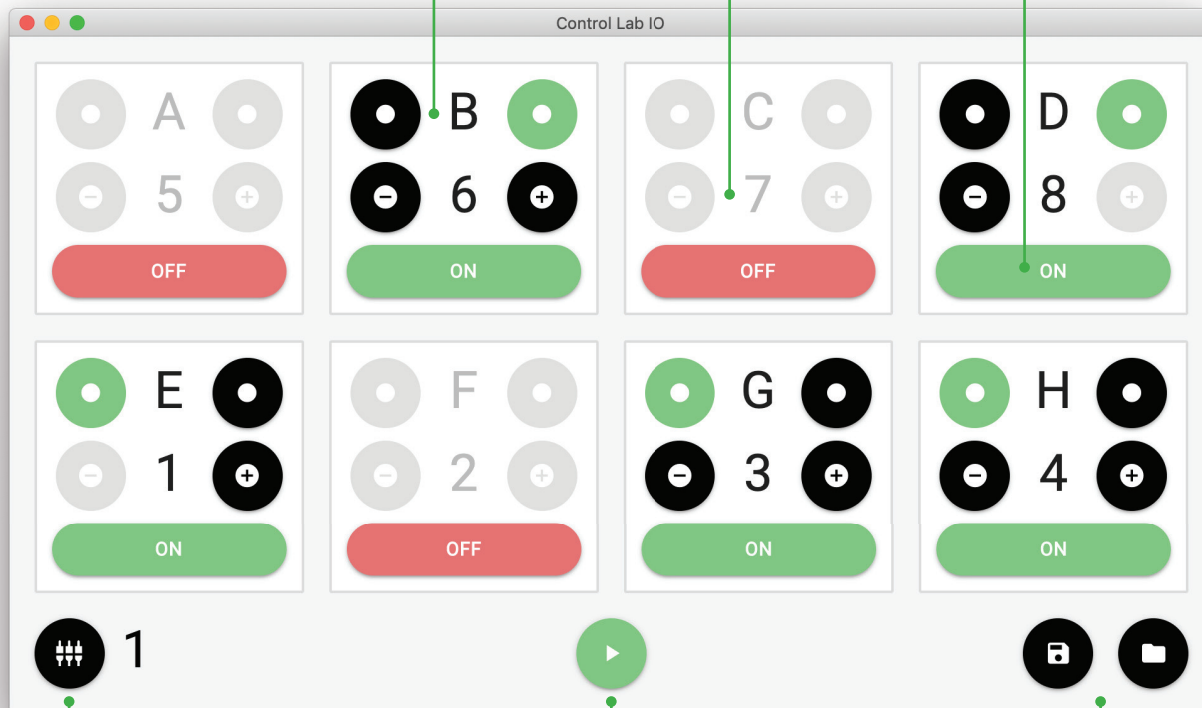 Control Lab IO
A B C D
5 6 7 8
OFF ON OFF ON
E F G H
1 2 3 4
ON OFF ON ON
1